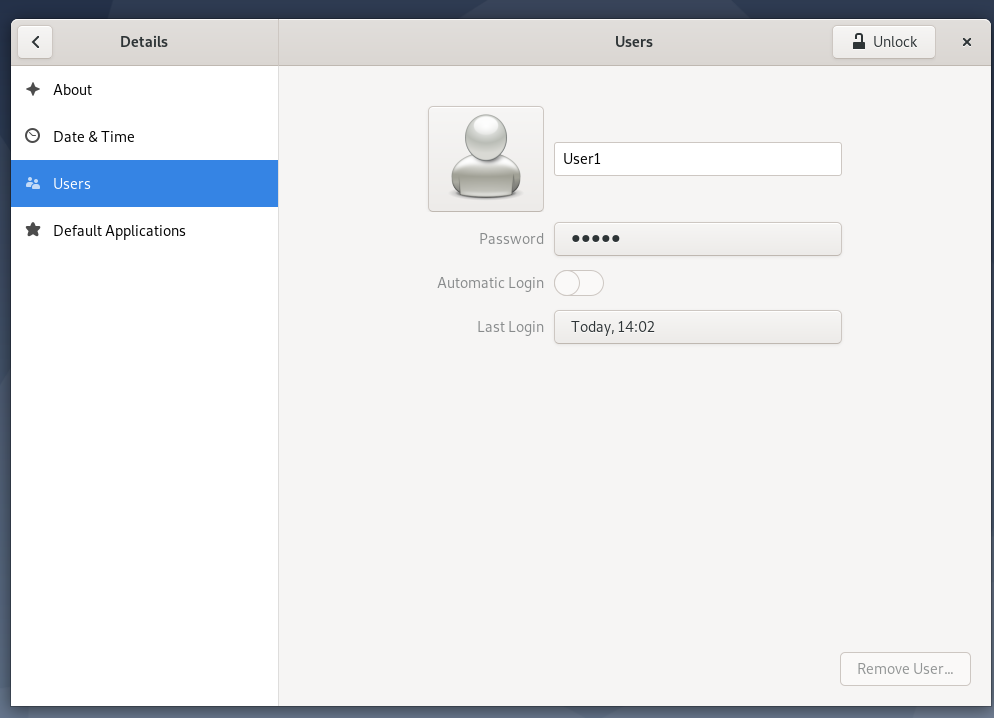 Details
Users
Unlock
About
Date & Time
Users
Default Applications
User1
Password
●●●●●
Automatic Login
Last Login
Today, 14:02
Remove User...